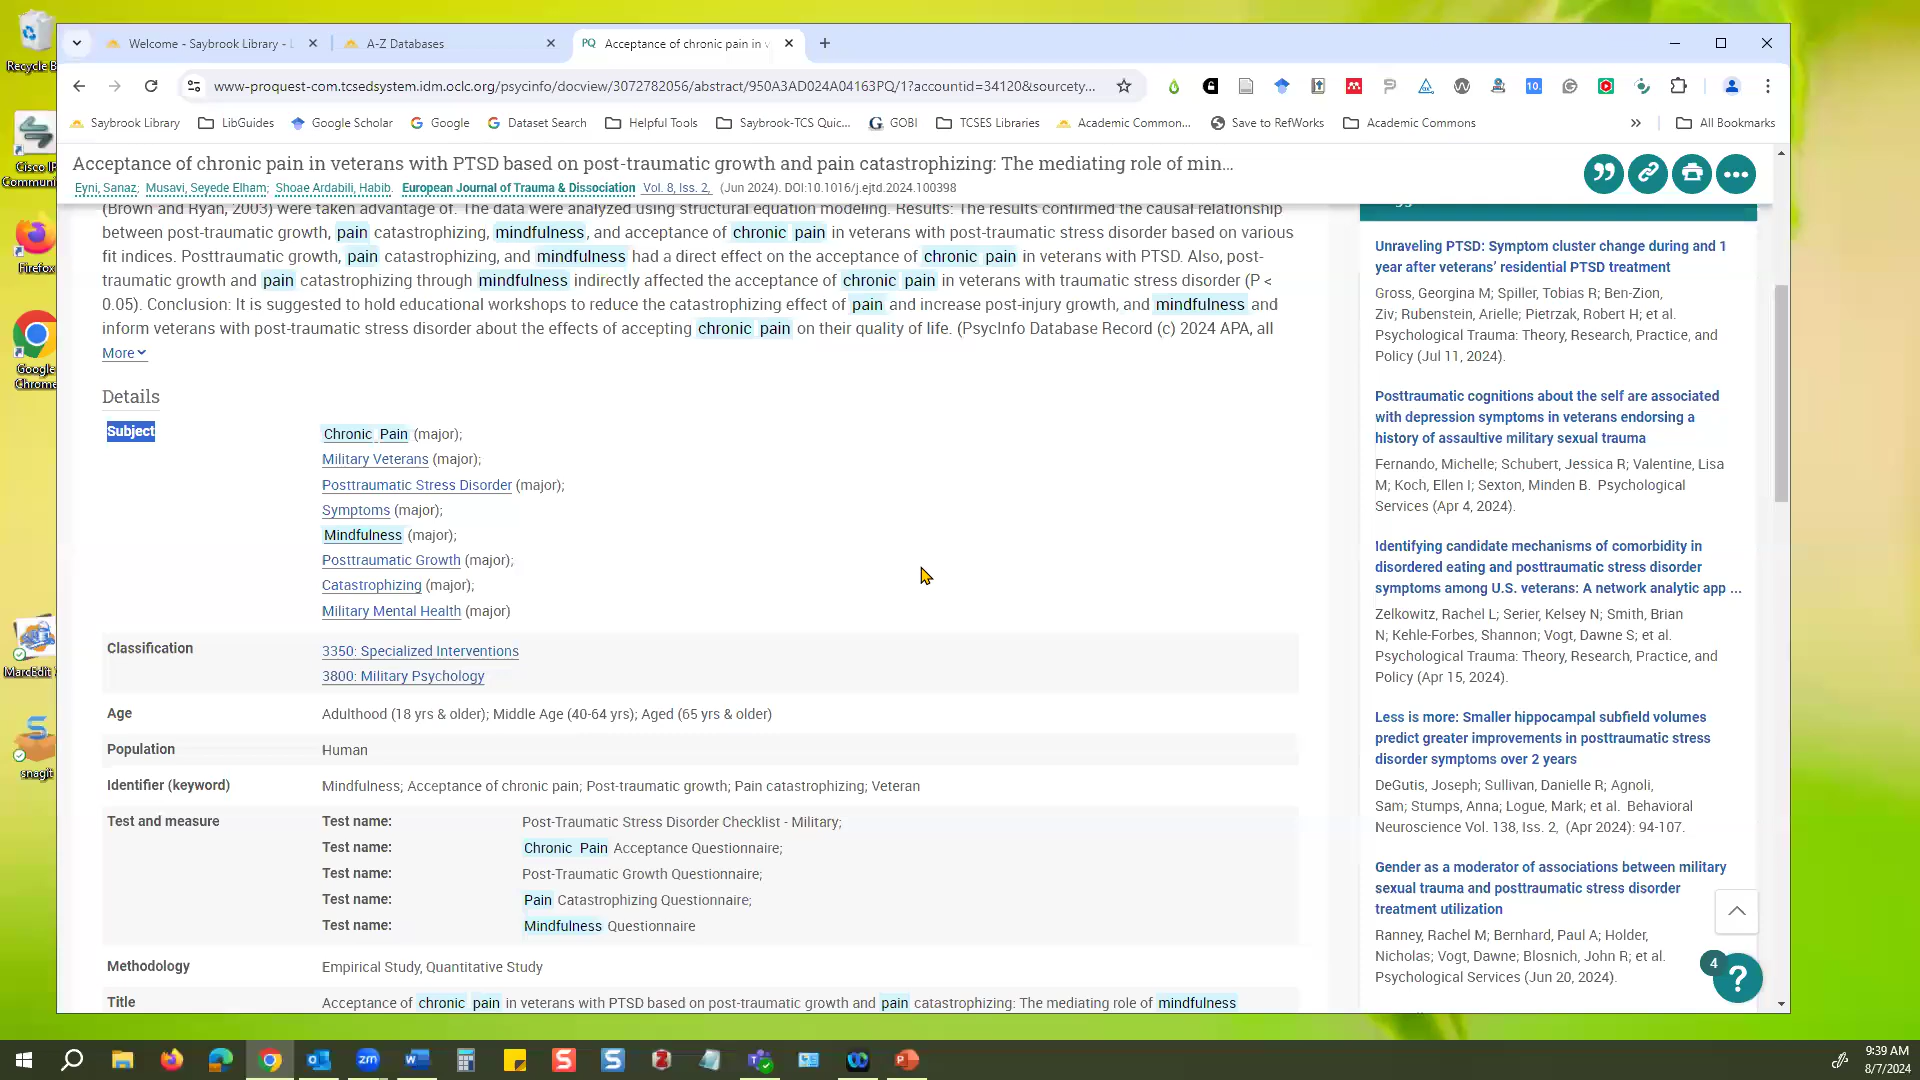 Recycle B
Cisco IP
Communi
Firefox
Google
Chrome
MarcEdit
snagit
Welcome - Saybrook Library -
A-Z Databases
PQ Acceptance of chronic pain in v
www-proquest-com.tcsedsystem.idm.oclc.org/psycinfo/docview/3072782056/abstract/950A3AD024A04163PQ/1?accountid=34120&sourcety...
Saybrook Library
LibGuides
Google Scholar
Google
Dataset Search
Helpful Tools
Saybrook-TCS Quic...
GOBI
TCSES Libraries
Academic Common...
Save to RefWorks
Academic Commons
All Bookmarks
Acceptance of chronic pain in veterans with PTSD based on post-traumatic growth and pain catastrophizing: The mediating role of min...
Eyni, Sanaz; Musavi, Seyede Elham; Shoae Ardabili, Habib. European Journal of Trauma & Dissociation Vol. 8, Iss. 2, (Jun 2024). DOI:10.1016/j.ejtd.2024.100398
(Brown and Ryan, 2003) were taken advantage of. The data were analyzed using structural equation modeling. Results: The results confirmed the causal relationship
between post-traumatic growth, pain catastrophizing, mindfulness, and acceptance of chronic pain in veterans with post-traumatic stress disorder based on various
fit indices. Posttraumatic growth, pain catastrophizing, and mindfulness had a direct effect on the acceptance of chronic pain in veterans with PTSD. Also, post-
traumatic growth and pain catastrophizing through mindfulness indirectly affected the acceptance of chronic pain in veterans with traumatic stress disorder (P <
0.05). Conclusion: It is suggested to hold educational workshops to reduce the catastrophizing effect of pain and increase post-injury growth, and mindfulness and
inform veterans with post-traumatic stress disorder about the effects of accepting chronic pain on their quality of life. (PsycInfo Database Record (c) 2024 APA, all
More
Details
Subject
Chronic Pain (major);
Military Veterans (major);
Posttraumatic Stress Disorder (major);
Symptoms (major);
Mindfulness (major);
Posttraumatic Growth (major);
Catastrophizing (major);
Military Mental Health (major)
Classification
3350: Specialized Interventions
3800: Military Psychology
Age
Adulthood (18 yrs & older); Middle Age (40-64 yrs); Aged (65 yrs & older)
Population
Human
Identifier (keyword)
Mindfulness; Acceptance of chronic pain; Post-traumatic growth; Pain catastrophizing; Veteran
Test and measure
Test name: Post-Traumatic Stress Disorder Checklist - Military;
Test name: Chronic Pain Acceptance Questionnaire;
Test name: Post-Traumatic Growth Questionnaire;
Test name: Pain Catastrophizing Questionnaire;
Test name: Mindfulness Questionnaire
Methodology
Empirical Study, Quantitative Study
Title
Acceptance of chronic pain in veterans with PTSD based on post-traumatic growth and pain catastrophizing: The mediating role of mindfulness
Unraveling PTSD: Symptom cluster change during and 1
year after veterans’ residential PTSD treatment
Gross, Georgina M; Spiller, Tobias R; Ben-Zion,
Ziv; Rubenstein, Arielle; Pietrzak, Robert H; et al.
Psychological Trauma: Theory, Research, Practice, and
Policy (Jul 11, 2024).
Posttraumatic cognitions about the self are associated
with depression symptoms in veterans endorsing a
history of assaultive military sexual trauma
Fernando, Michelle; Schubert, Jessica R; Valentine, Lisa
M; Koch, Ellen I; Sexton, Minden B. Psychological
Services (Apr 4, 2024).
Identifying candidate mechanisms of comorbidity in
disordered eating and posttraumatic stress disorder
symptoms among U.S. veterans: A network analytic app ...
Zelkowitz, Rachel L; Serier, Kelsey N; Smith, Brian
N; Kehle-Forbes, Shannon; Vogt, Dawne S; et al.
Psychological Trauma: Theory, Research, Practice, and
Policy (Apr 15, 2024).
Less is more: Smaller hippocampal subfield volumes
predict greater improvements in posttraumatic stress
disorder symptoms over 2 years
DeGutis, Joseph; Sullivan, Danielle R; Agnoli,
Sam; Stumps, Anna; Logue, Mark; et al. Behavioral
Neuroscience Vol. 138, Iss. 2, (Apr 2024): 94-107.
Gender as a moderator of associations between military
sexual trauma and posttraumatic stress disorder
treatment utilization
Ranney, Rachel M; Bernhard, Paul A; Holder,
Nicholas; Vogt, Dawne; Blosnich, John R; et al.
Psychological Services (Jun 20, 2024).
4
?
9:39 AM
8/7/2024